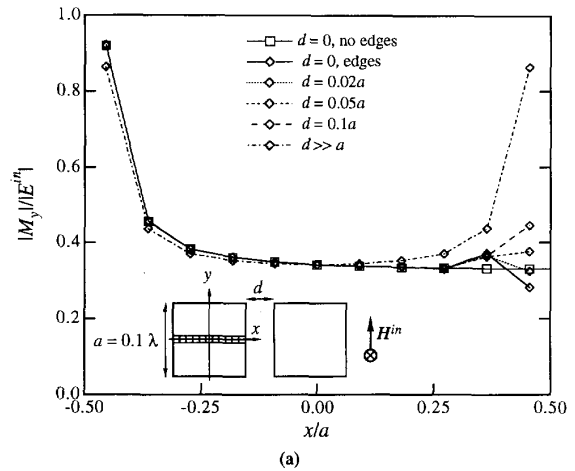 1.0
0.8
0.6
0.4
0.2
0.0
|M_y|/|E^in|
d = 0, no edges
d = 0, edges
d = 0.02a
d = 0.05a
d = 0.1a
d >> a
y
d
x
a = 0.1 λ
H^in
-0.50
-0.25
0.00
0.25
0.50
x/a
(a)